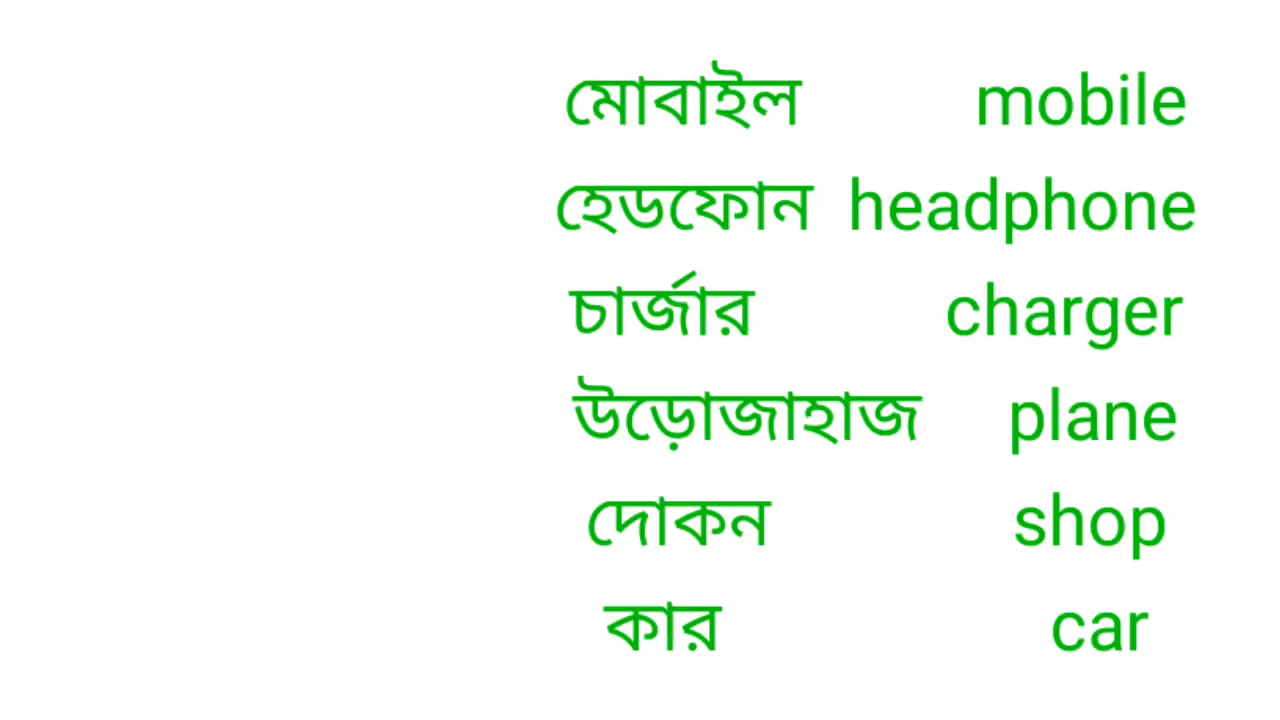 মোবাইল mobile
হেডফোন headphone
চার্জার charger
উড়োজাহাজ plane
দোকন shop
কার car